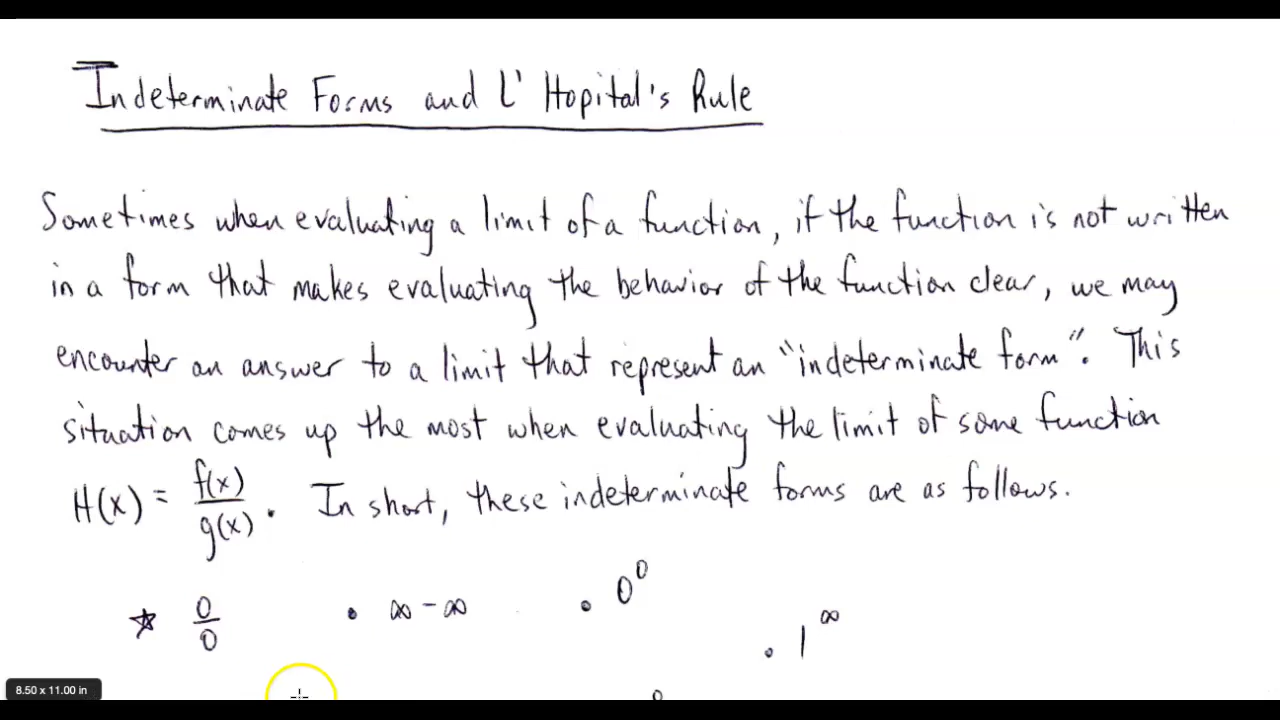 Indeterminate Forms and L' Hopital's Rule
Sometimes when evaluating a limit of a function, if the function is not written
in a form that makes evaluating the behavior of the function clear, we may
encounter an answer to a limit that represent an "indeterminate form". This
situation comes up the most when evaluating the limit of some function
H(x) = f(x)/g(x). In short, these indeterminate forms are as follows.
☆ 0/0 • ∞ - ∞ • 0^0 • 1^∞
8.50 x 11.00 in